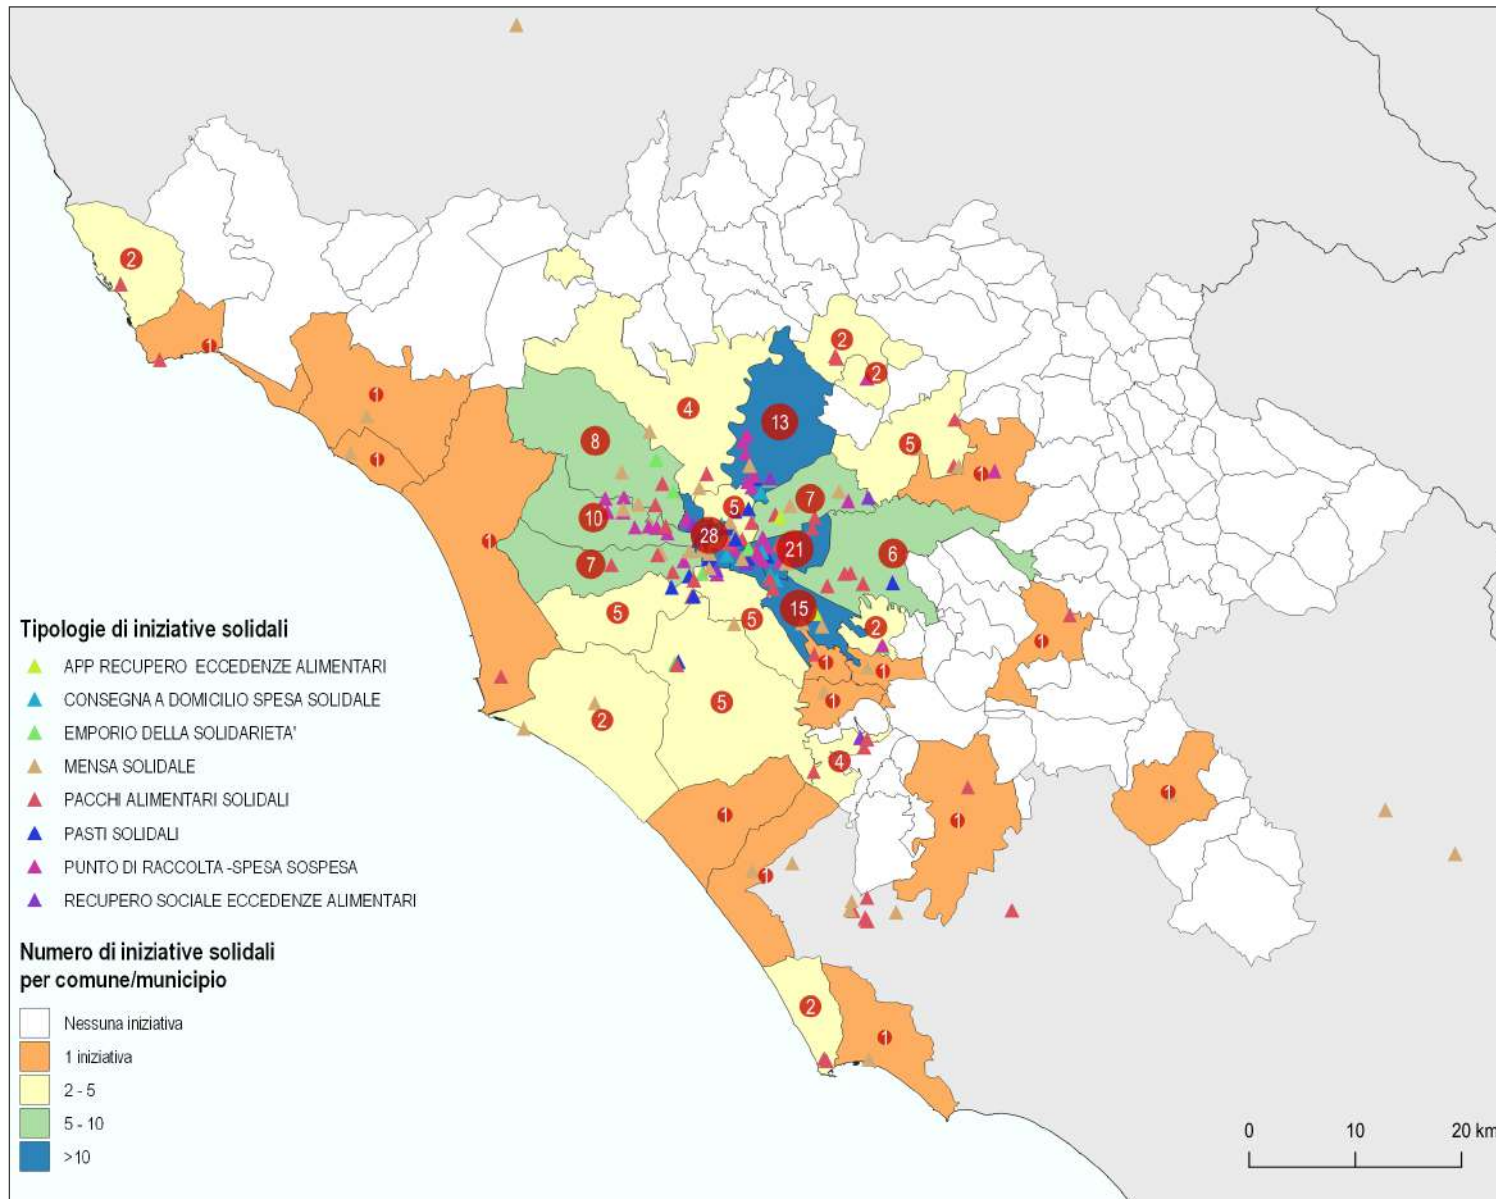 2
1
1
1
1
4
13
2
2
5
1
8
10
7
5
28
7
21
6
15
5
5
2
1
1
1
1
2
5
4
1
1
1
1
2
1
Tipologie di iniziative solidali
APP RECUPERO ECCEDENZE ALIMENTARI
CONSEGNA A DOMICILIO SPESA SOLIDALE
EMPORIO DELLA SOLIDARIETA'
MENSA SOLIDALE
PACCHI ALIMENTARI SOLIDALI
PASTI SOLIDALI
PUNTO DI RACCOLTA -SPESA SOSPESA
RECUPERO SOCIALE ECCEDENZE ALIMENTARI
Numero di iniziative solidali
per comune/municipio
Nessuna iniziativa
1 iniziativa
2 - 5
5 - 10
>10
0 10 20 km